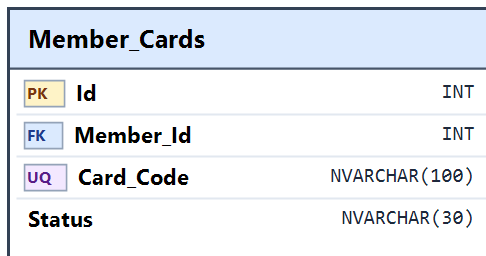 Member_Cards
PK Id INT
FK Member_Id INT
UQ Card_Code NVARCHAR(100)
Status NVARCHAR(30)